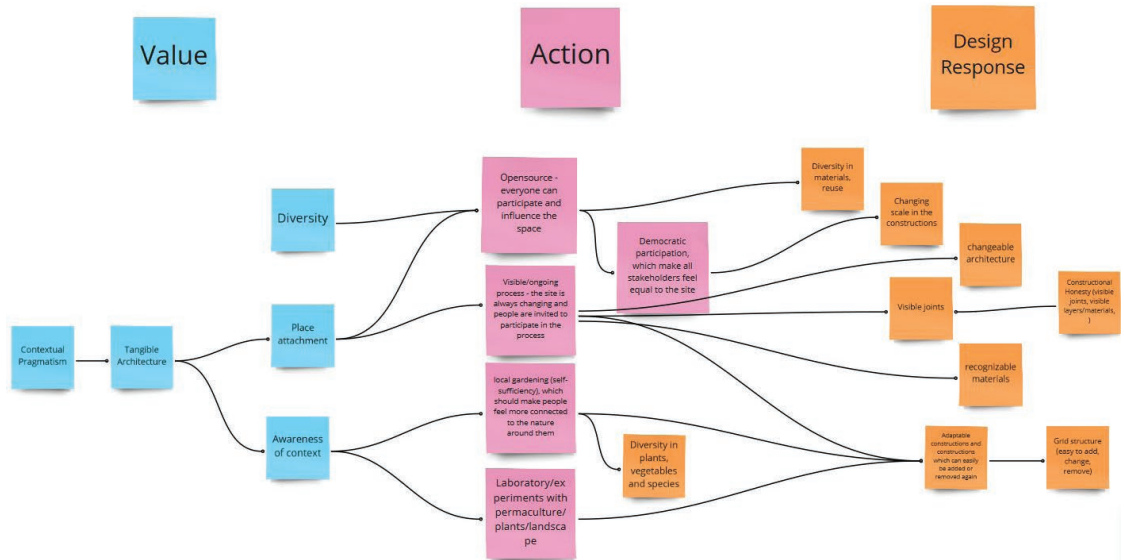 Value
Action
Design
Response
Diversity
Opensource -
everyone can
participate and
influence the
space
Diversity in
materials,
reuse
Changing
scale in the
constructions
Democratic
participation,
which make all
stakeholders feel
equal to the site
changeable
architecture
Visible/ongoing
process - the site is
always changing and
people are invited to
participate in the
process
Visible joints
Constructional
Honesty (visible
joints, visible
layers/materials,
)
Place
attachment
Contextual
Pragmatism
Tangible
Architecture
recognizable
materials
local gardening (self-
sufficiency), which
should make people
feel more connected
to the nature
around them
Awareness
of context
Diversity in
plants,
vegetables
and species
Adaptable
constructions and
constructions
which can easily
be added or
removed again
Grid structure
(easy to add,
change,
remove)
Laboratory/ex
periments with
permaculture/
plants/landsca
pe